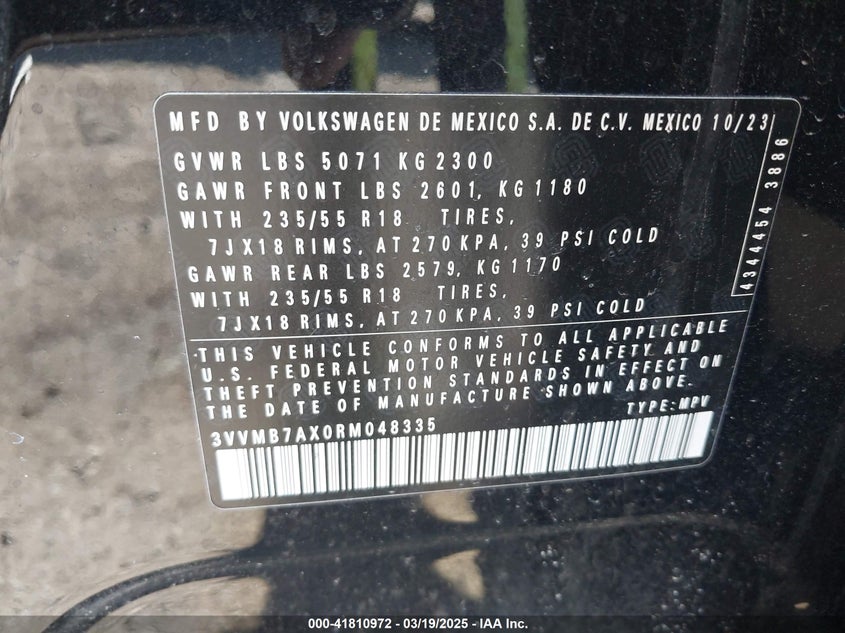 MFD BY VOLKSWAGEN DE MEXICO S.A. DE C.V. MEXICO 10/23
GVWR LBS 5071 KG 2300
GAWR FRONT LBS 2601, KG 1180
WITH 235/55 R18 TIRES,
7JX18 RIMS, AT 270 KPA, 39 PSI COLD
GAWR REAR LBS 2579, KG 1170
WITH 235/55 R18 TIRES,
7JX18 RIMS, AT 270 KPA, 39 PSI COLD
4344454 3886
THIS VEHICLE CONFORMS TO ALL APPLICABLE
U.S. FEDERAL MOTOR VEHICLE SAFETY AND
THEFT PREVENTION STANDARDS IN EFFECT ON
THE DATE OF MANUFACTURE SHOWN ABOVE.
3VVMB7AX0RM048335 TYPE: MPV
000-41810972 — 03/19/2025 — IAA Inc.